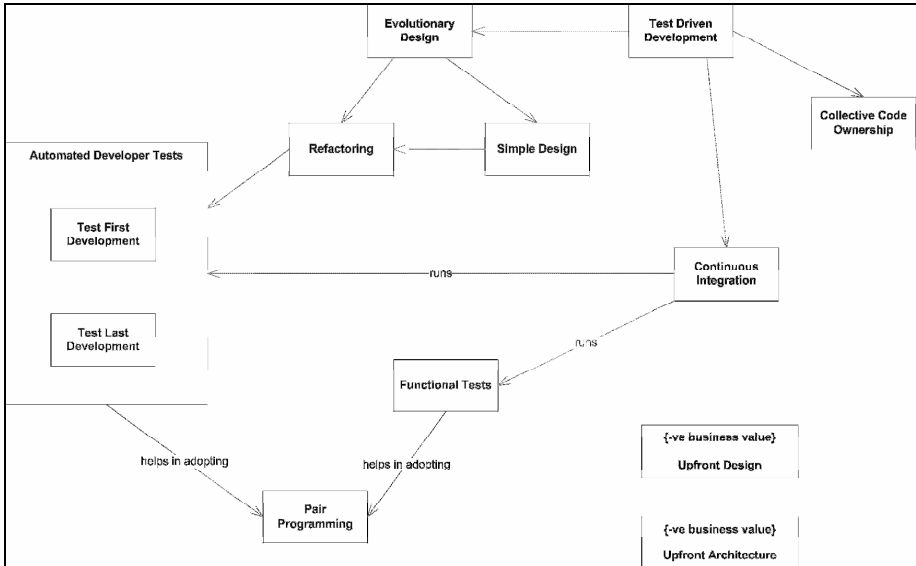 Evolutionary
Design
Test Driven
Development
Collective Code
Ownership
Refactoring
Simple Design
Automated Developer Tests
Test First
Development
runs
Continuous
Integration
Test Last
Development
runs
Functional Tests
helps in adopting
helps in adopting
{-ve business value}
Upfront Design
Pair
Programming
{-ve business value}
Upfront Architecture